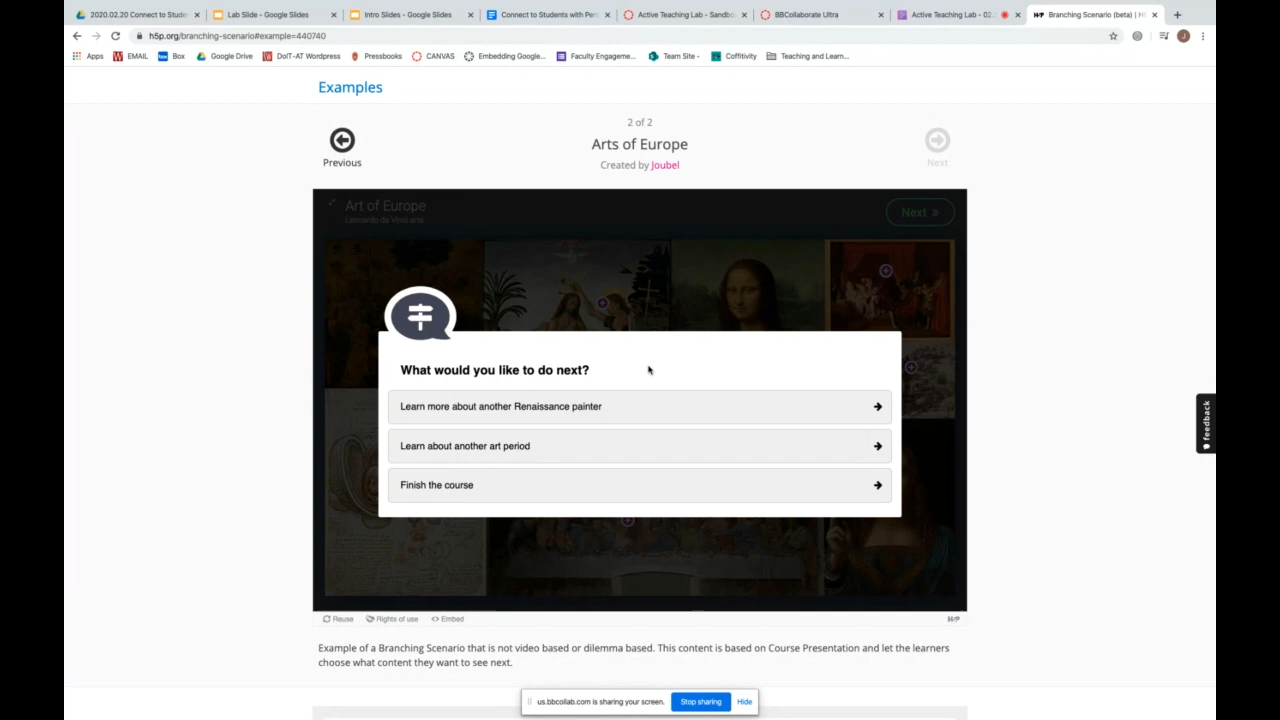 2020.02.20 Connect to Stude
Lab Slide - Google Slides
Intro Slides - Google Slides
Connect to Students with Pers
Active Teaching Lab - Sandbo
BBCollaborate Ultra
Active Teaching Lab - 02.
Branching Scenario (beta) | H
h5p.org/branching-scenario#example=440740
J
Apps
EMAIL
Box
Google Drive
DoIT-AT Wordpress
Pressbooks
CANVAS
Embedding Google...
Faculty Engageme...
Team Site -
Coffitivity
Teaching and Learn...
Examples
2 of 2
Previous
Arts of Europe
Next
Created by Joubel
Art of Europe
Leonardo da Vinci arts
Next »
What would you like to do next?
Learn more about another Renaissance painter
Learn about another art period
Finish the course
feedback
Reuse
Rights of use
<> Embed
H5P
Example of a Branching Scenario that is not video based or dilemma based. This content is based on Course Presentation and let the learners
choose what content they want to see next.
us.bbcollab.com is sharing your screen.
Stop sharing
Hide